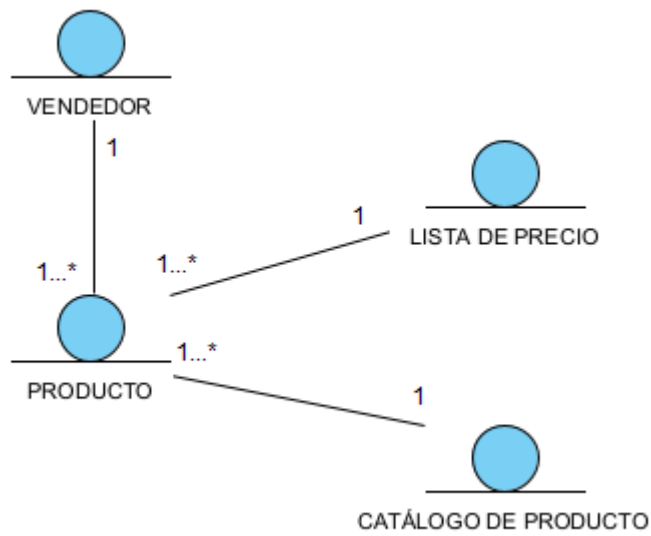 VENDEDOR
1
1
LISTA DE PRECIO
1...*
1...*
1...*
PRODUCTO
1
CATÁLOGO DE PRODUCTO